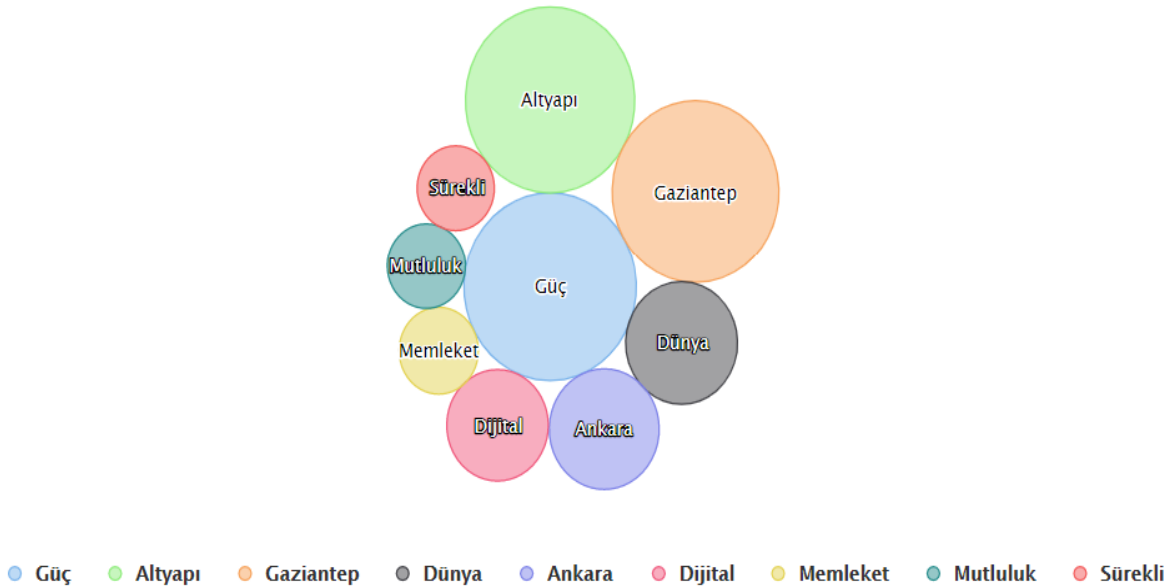 Altyapı
Gaziantep
Sürekli
Mutluluk
Güç
Dünya
Memleket
Dijital
Ankara
Güç Altyapı Gaziantep Dünya Ankara Dijital Memleket Mutluluk Sürekli